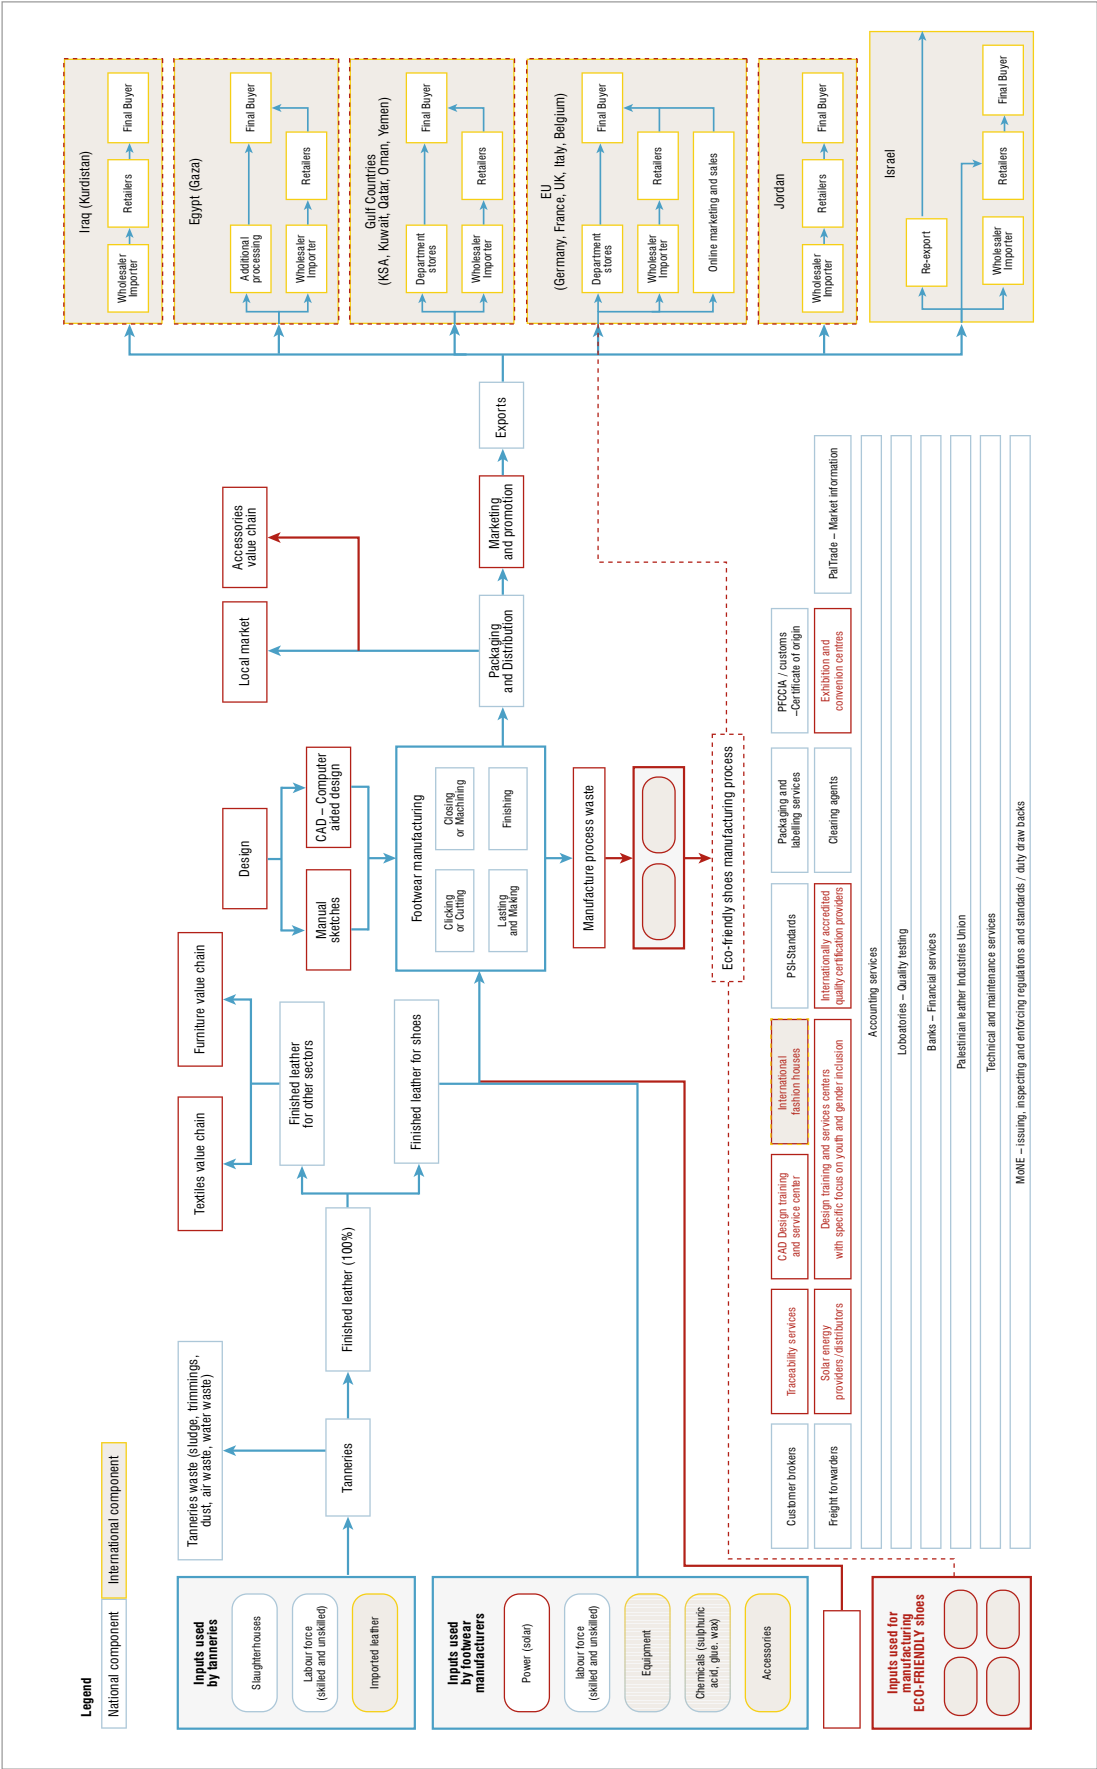 Legend
National component
International component
Tanneries waste (sludge, trimmings,
dust, air waste, water waste)
Inputs used
by tanneries
Slaughterhouses
Labour force
(skilled and unskilled)
Imported leather
Tanneries
Finished leather (100%)
Textiles value chain
Furniture value chain
Finished leather
for other sectors
Finished leather for shoes
Design
Manual
sketches
CAD – Computer
aided design
Footwear manufacturing
Clicking
or Cutting
Closing
or Machining
Lasting
and Making
Finishing
Manufacture process waste
Eco-friendly shoes manufacturing process
Local market
Accessories
value chain
Packaging
and Distribution
Marketing
and promotion
Exports
Inputs used
by footwear
manufacturers
Power (solar)
labour force
(skilled and unskilled)
Equipment
Chemicals (sulphuric
acid, glue. wax)
Accessories
Inputs used for
manufacturing
ECO-FRIENDLY shoes
Iraq (Kurdistan)
Wholesaler
Importer
Retailers
Final Buyer
Egypt (Gaza)
Additional
processing
Final Buyer
Wholesaler
Importer
Retailers
Gulf Countries
(KSA, Kuwait, Qatar, Oman, Yemen)
Department
stores
Final Buyer
Wholesaler
Importer
Retailers
EU
(Germany, France, UK, Italy, Belgium)
Department
stores
Final Buyer
Wholesaler
Importer
Retailers
Online marketing and sales
Jordan
Wholesaler
Importer
Retailers
Final Buyer
Israel
Re-export
Wholesaler
Importer
Retailers
Final Buyer
Customer brokers
Traceability services
CAD Design training
and service center
International
fashion houses
PSI-Standards
Packaging and
labelling services
PFCCIA / customs
–Certificate of origin
Freight forwarders
Solar energy
providers/distributors
Design training and services centers
with specific focus on youth and gender inclusion
Internationally accredited
quality certification providers
Clearing agents
Exhibition and
convenion centres
PalTrade – Market information
Accounting services
Loboatories – Quality testing
Banks – Financial services
Palestinian leather Industries Union
Technical and maintenance services
MoNE – issuing, inspecting and enforcing regulations and standards / duty draw backs